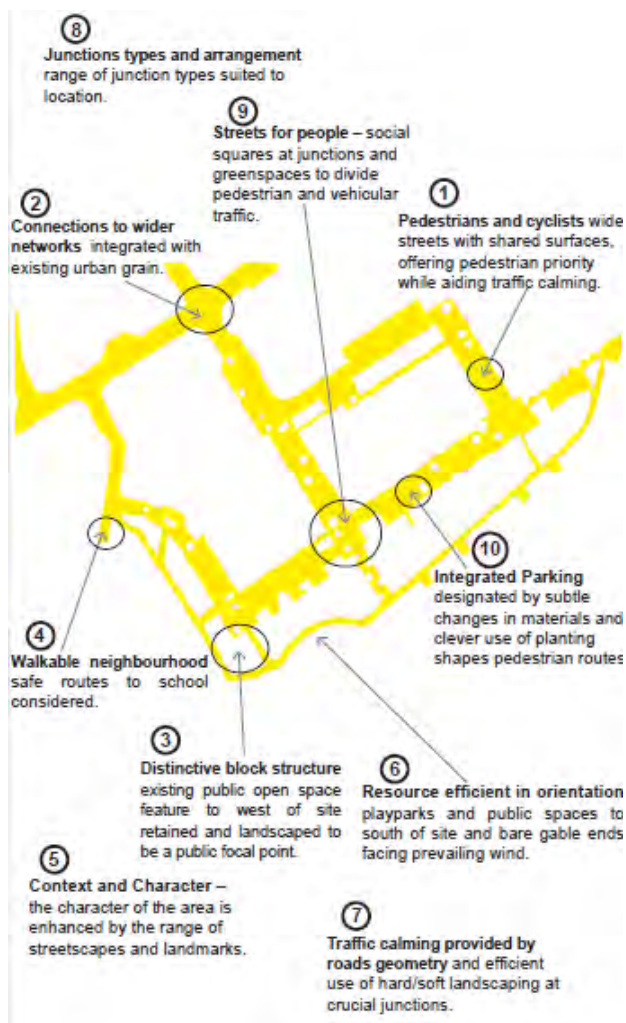 8
Junctions types and arrangement
range of junction types suited to
location.
9
Streets for people – social
squares at junctions and
greenspaces to divide
pedestrian and vehicular
traffic.
2
Connections to wider
networks integrated with
existing urban grain.
1
Pedestrians and cyclists wide
streets with shared surfaces,
offering pedestrian priority
while aiding traffic calming.
10
Integrated Parking
designated by subtle
changes in materials and
clever use of planting
shapes pedestrian routes
4
Walkable neighbourhood
safe routes to school
considered.
3
Distinctive block structure
existing public open space
feature to west of site
retained and landscaped to
be a public focal point.
6
Resource efficient in orientation
playparks and public spaces to
south of site and bare gable ends
facing prevailing wind.
5
Context and Character –
the character of the area is
enhanced by the range of
streetscapes and landmarks.
7
Traffic calming provided by
roads geometry and efficient
use of hard/soft landscaping at
crucial junctions.